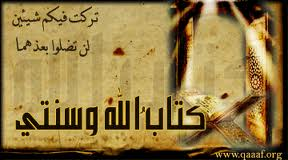 تركت فيكم شيئين
لن تضلوا بعدهما
كتاب الله وسنتي
www.qaaaf.org